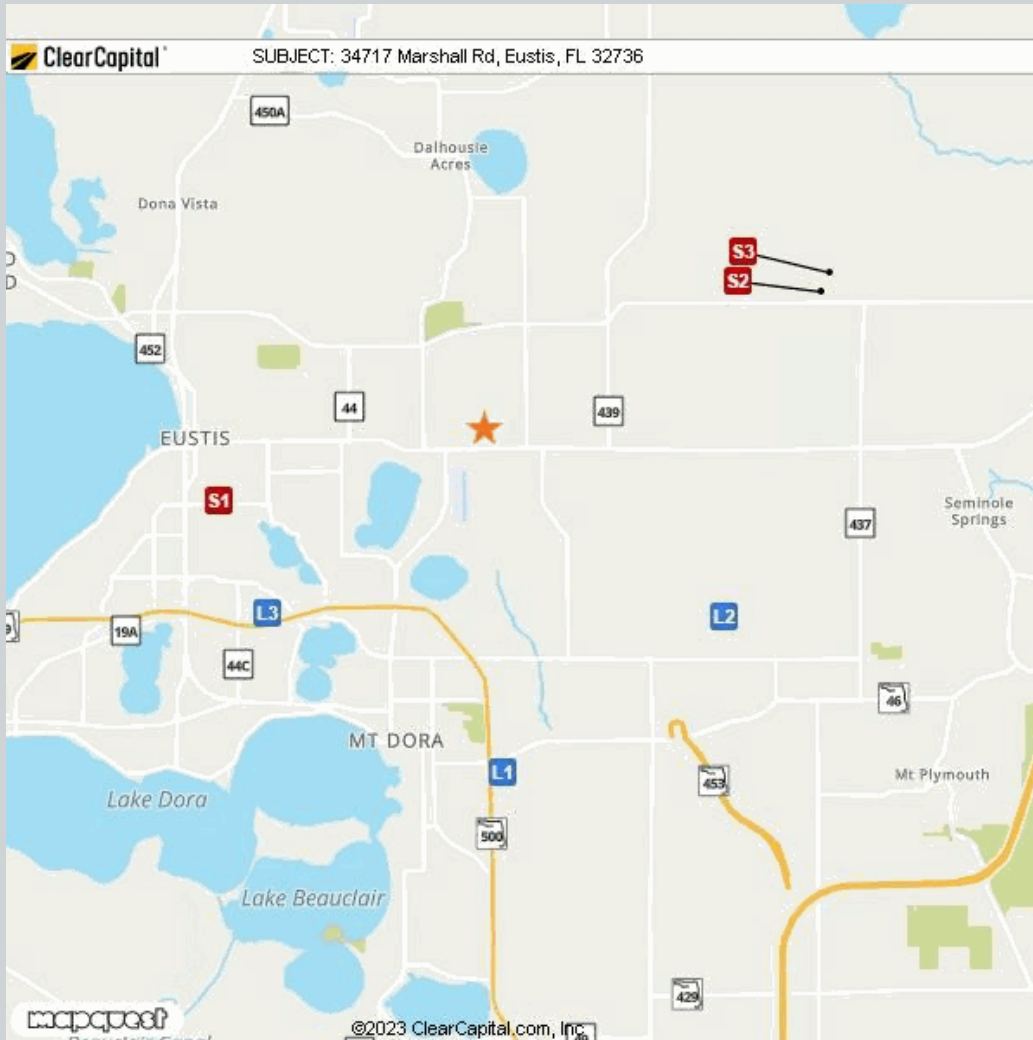 ClearCapital
SUBJECT: 34717 Marshall Rd, Eustis, FL 32736
450A
Dalhousie
Acres
Dona Vista
S3
S2
452
44
439
EUSTIS
S1
437
Seminole
Springs
L3
L2
19A
44C
46
MT DORA
L1
453
Mt Plymouth
Lake Dora
500
Lake Beauclair
429
mapquest
©2023 ClearCapital.com, Inc